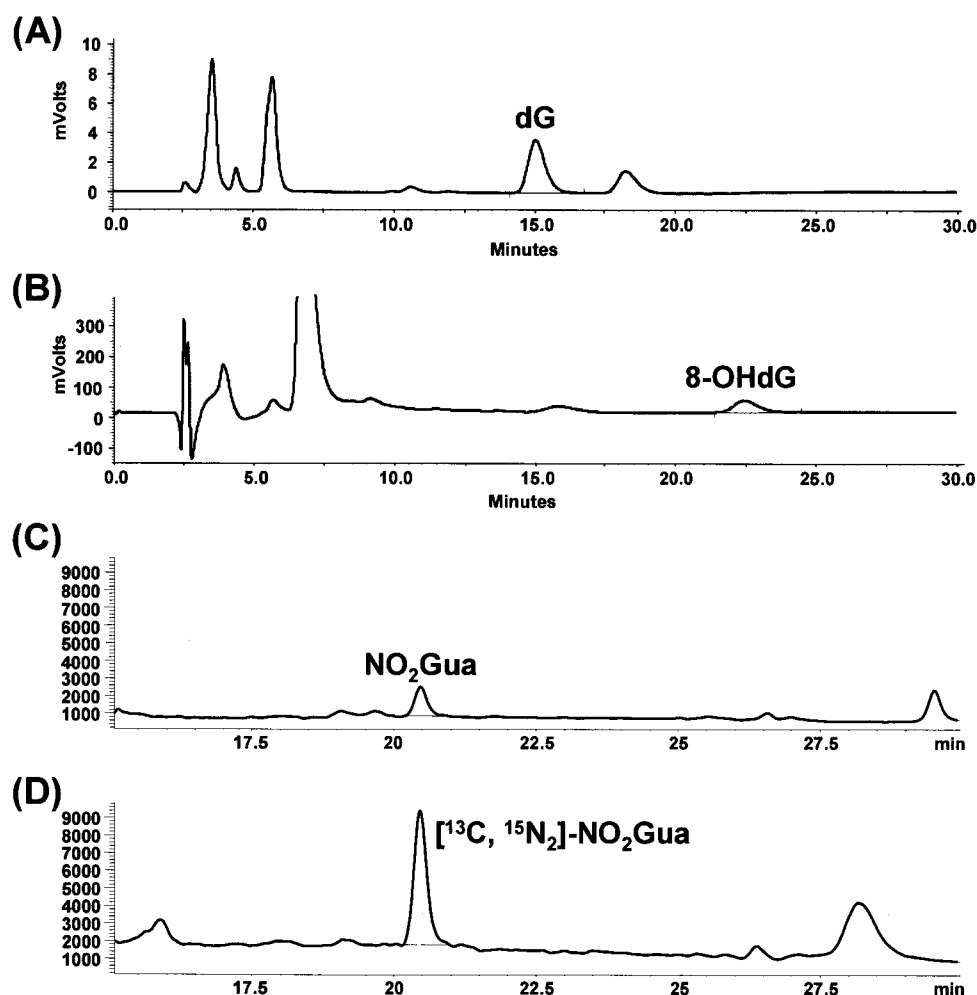 (A)
10
8
6
4
2
0
mVolts
dG
0.0 5.0 10.0 15.0 20.0 25.0 30.0
Minutes
(B)
300
200
100
0
-100
mVolts
8-OHdG
0.0 5.0 10.0 15.0 20.0 25.0 30.0
Minutes
(C)
9000
8000
7000
6000
5000
4000
3000
2000
1000
NO₂Gua
17.5 20 22.5 25 27.5 min
(D)
9000
8000
7000
6000
5000
4000
3000
2000
1000
[¹³C, ¹⁵N₂]-NO₂Gua
17.5 20 22.5 25 27.5 min